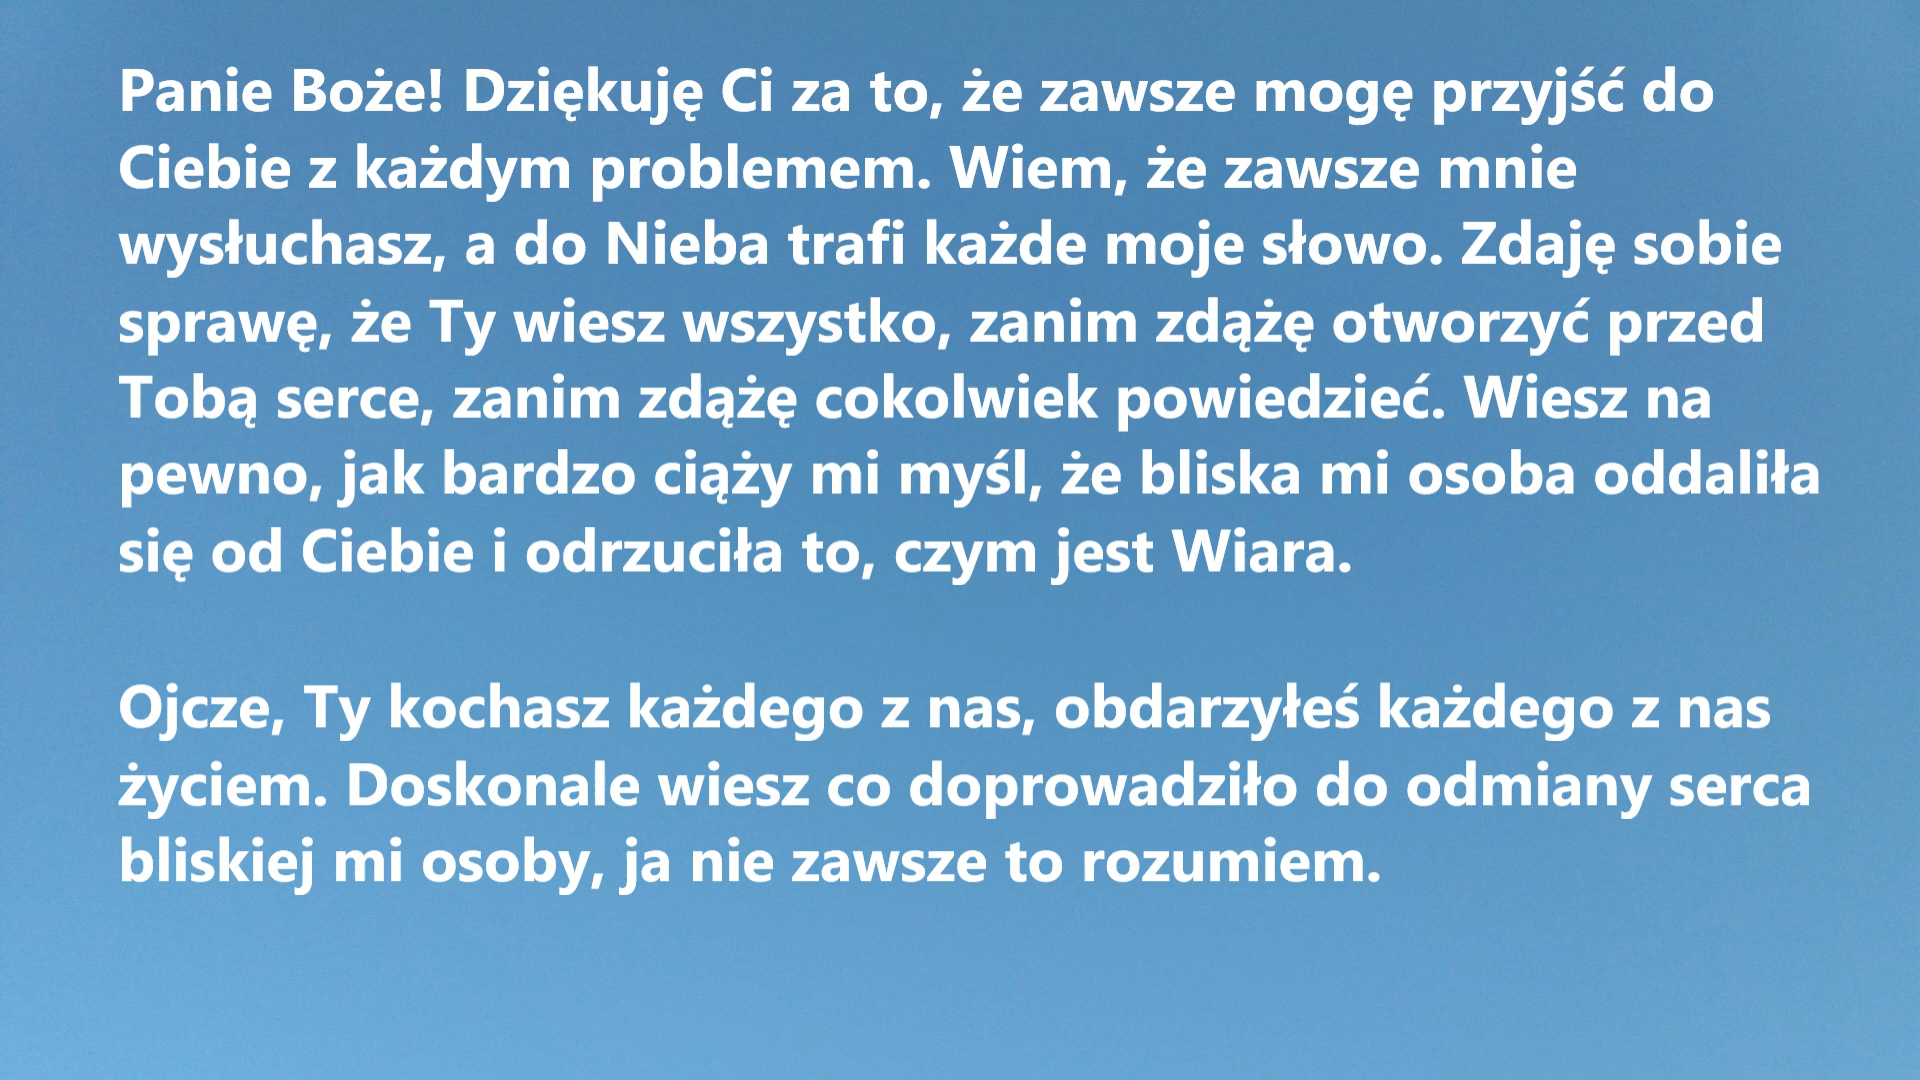 Panie Boże! Dziękuję Ci za to, że zawsze mogę przyjść do
Ciebie z każdym problemem. Wiem, że zawsze mnie
wysłuchasz, a do Nieba trafi każde moje słowo. Zdaję sobie
sprawę, że Ty wiesz wszystko, zanim zdążę otworzyć przed
Tobą serce, zanim zdążę cokolwiek powiedzieć. Wiesz na
pewno, jak bardzo ciąży mi myśl, że bliska mi osoba oddaliła
się od Ciebie i odrzuciła to, czym jest Wiara.
Ojcze, Ty kochasz każdego z nas, obdarzyłeś każdego z nas
życiem. Doskonale wiesz co doprowadziło do odmiany serca
bliskiej mi osoby, ja nie zawsze to rozumiem.